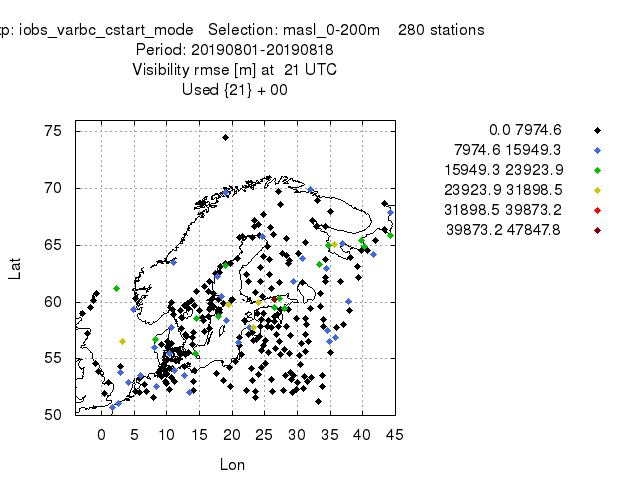 xp: iobs_varbc_cstart_mode Selection: masl_0-200m 280 stations
Period: 20190801-20190818
Visibility rmse [m] at 21 UTC
Used {21} + 00
0.0 7974.6
7974.6 15949.3
15949.3 23923.9
23923.9 31898.5
31898.5 39873.2
39873.2 47847.8
75
70
65
60
55
50
Lat
0 5 10 15 20 25 30 35 40 45
Lon